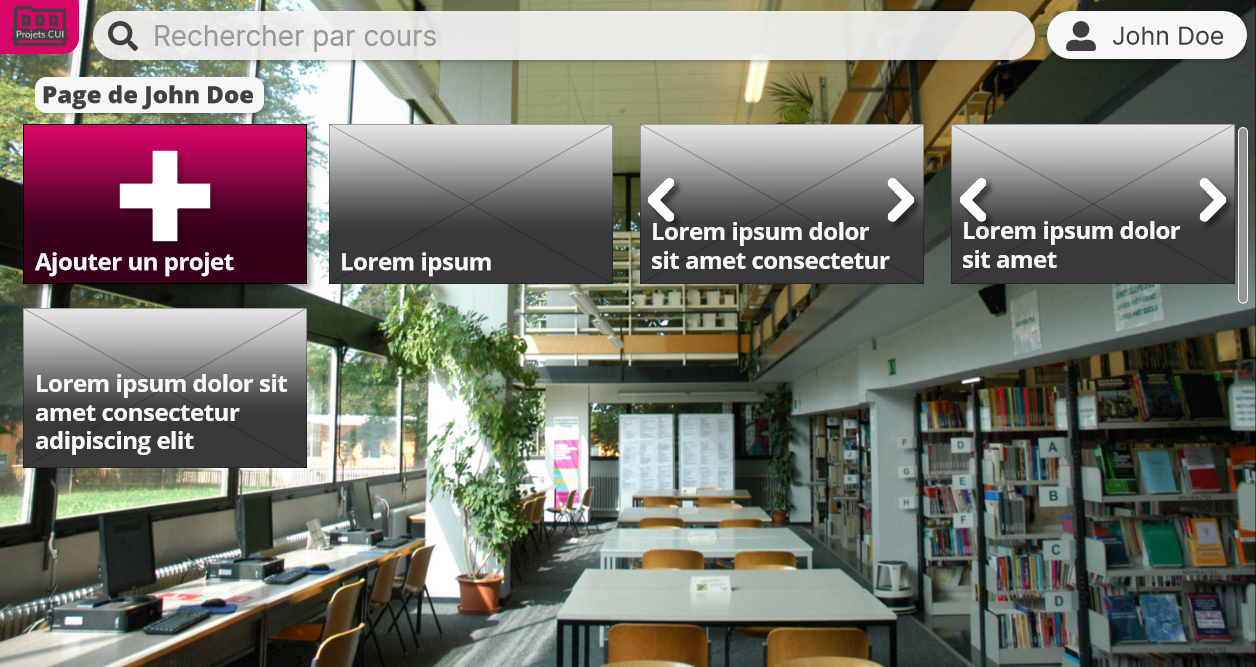 Projets CUI
Rechercher par cours
John Doe
Page de John Doe
Ajouter un projet
Lorem ipsum
Lorem ipsum dolor
sit amet consectetur
Lorem ipsum dolor
sit amet
Lorem ipsum dolor sit
amet consectetur
adipiscing elit
F
G
H
D
E
F
A
B
C
D